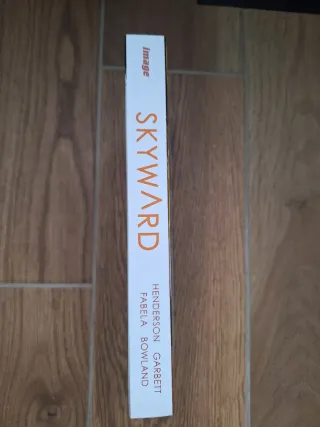 image
SKYWARD
HENDERSON GARBETT
FABELA BOWLAND